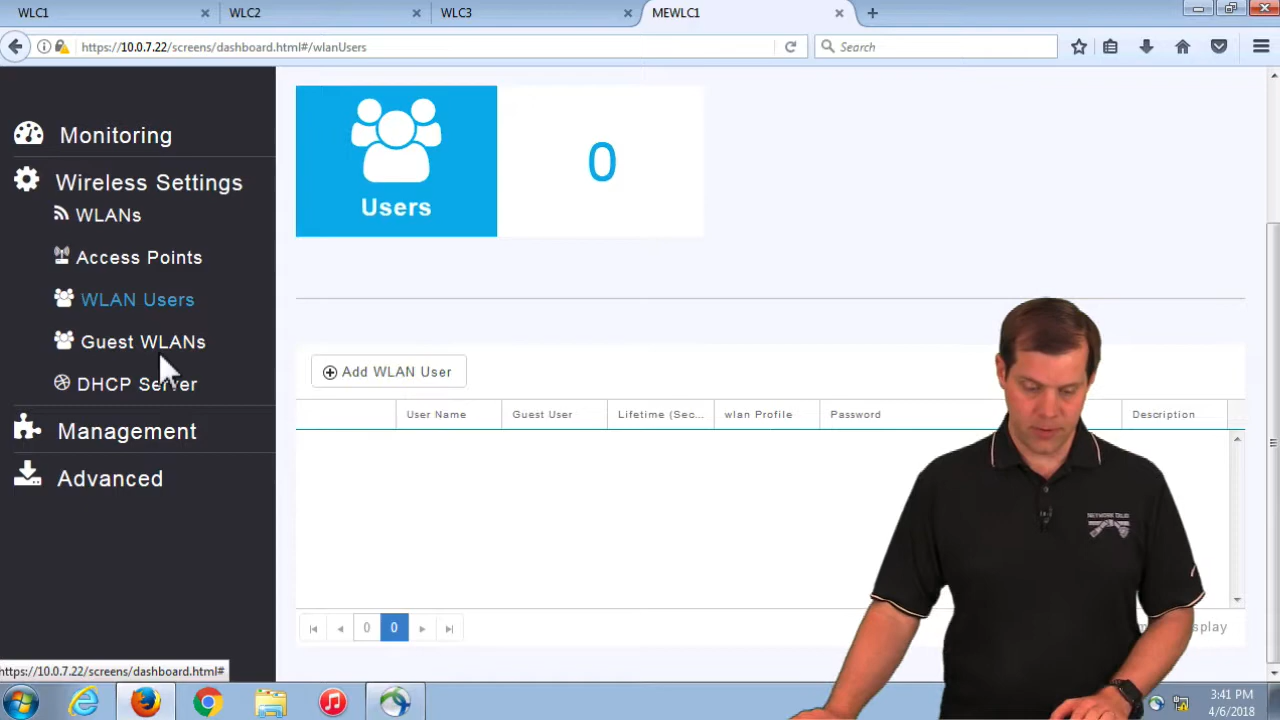 WLC1
WLC2
WLC3
MEWLC1
https://10.0.7.22/screens/dashboard.html#/wlanUsers
Search
Monitoring
Wireless Settings
WLANs
Access Points
WLAN Users
Guest WLANs
DHCP Server
Management
Advanced
Users
0
Add WLAN User
User Name
Guest User
Lifetime (Sec...
wlan Profile
Password
Description
0
0
https://10.0.7.22/screens/dashboard.html#
3:41 PM
4/6/2018